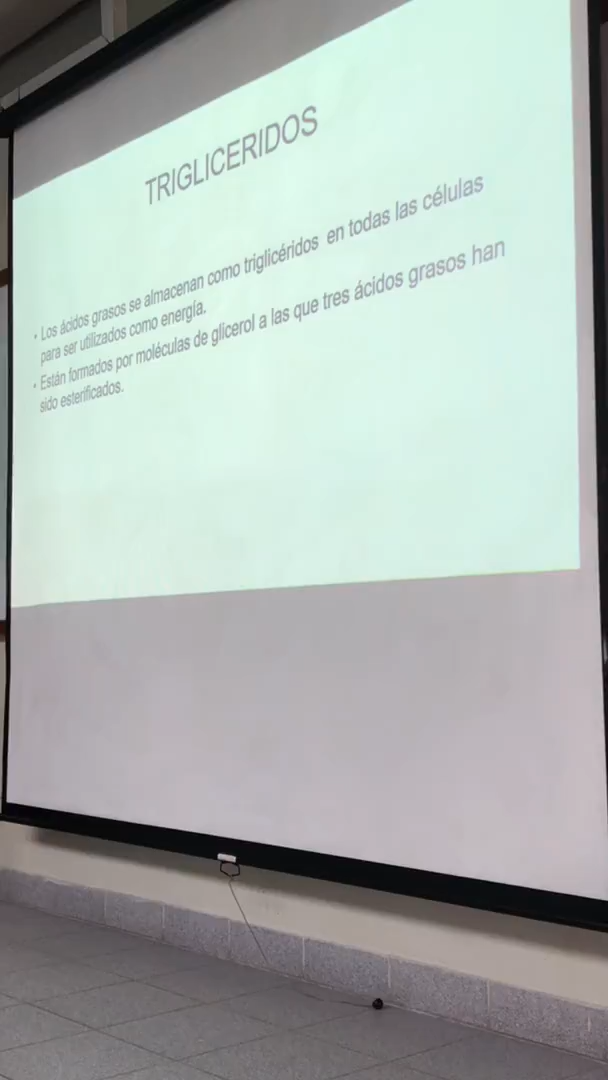 TRIGLICERIDOS
• Los ácidos grasos se almacenan como triglicéridos en todas las células
para ser utilizados como energía.
• Están formados por moléculas de glicerol a las que tres ácidos grasos han
sido esterificados.